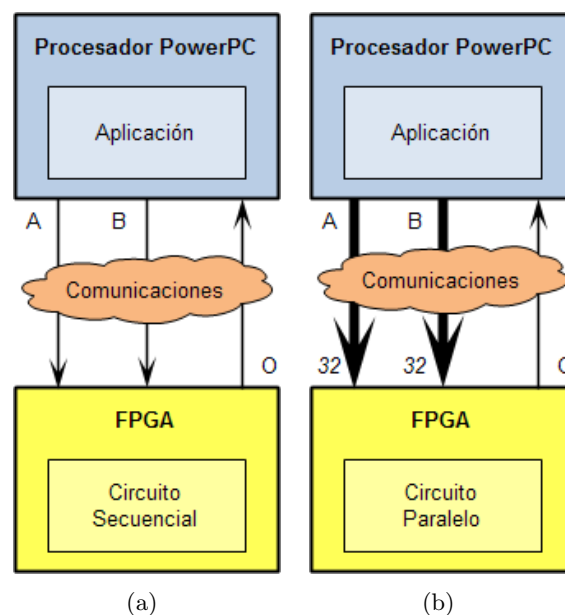 Procesador PowerPC
Aplicación
A
B
Comunicaciones
O
FPGA
Circuito
Secuencial
(a)
Procesador PowerPC
Aplicación
A
B
Comunicaciones
32
32
FPGA
Circuito
Paralelo
(b)